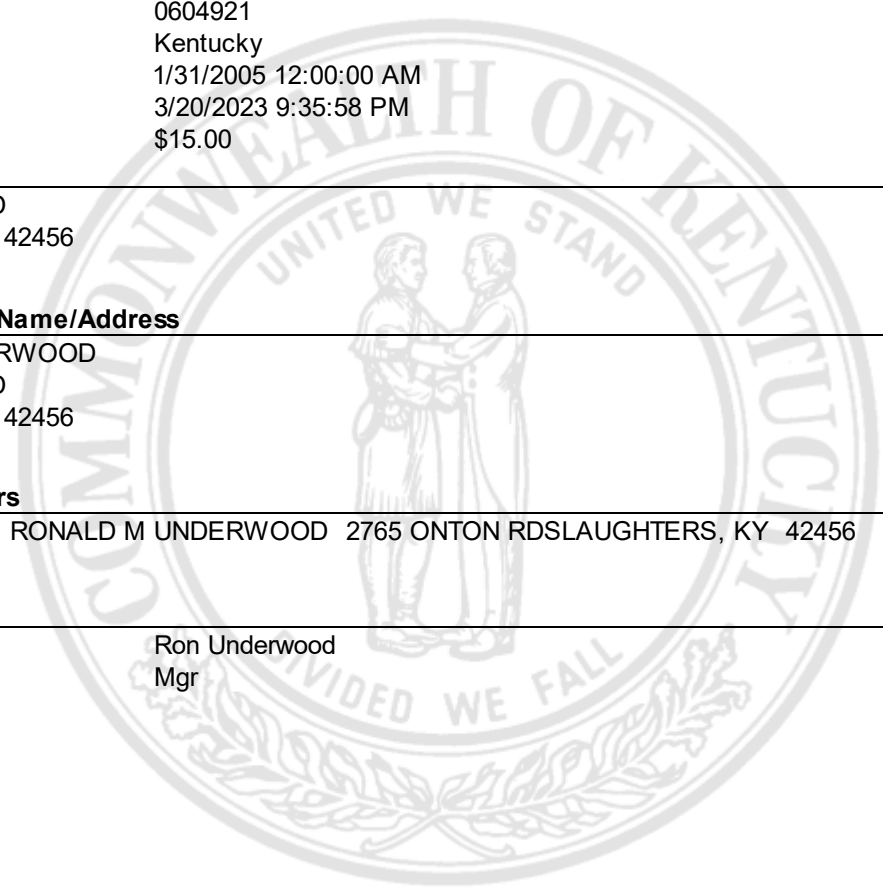 0604921
Kentucky
1/31/2005 12:00:00 AM
3/20/2023 9:35:58 PM
$15.00
D
42456
Name/Address
RWOOD
D
42456
rs
RONALD M UNDERWOOD 2765 ONTON RDSLAUGHTERS, KY 42456
Ron Underwood
Mgr
COMMONWEALTH OF KENTUCKY
UNITED WE STAND
DIVIDED WE FALL